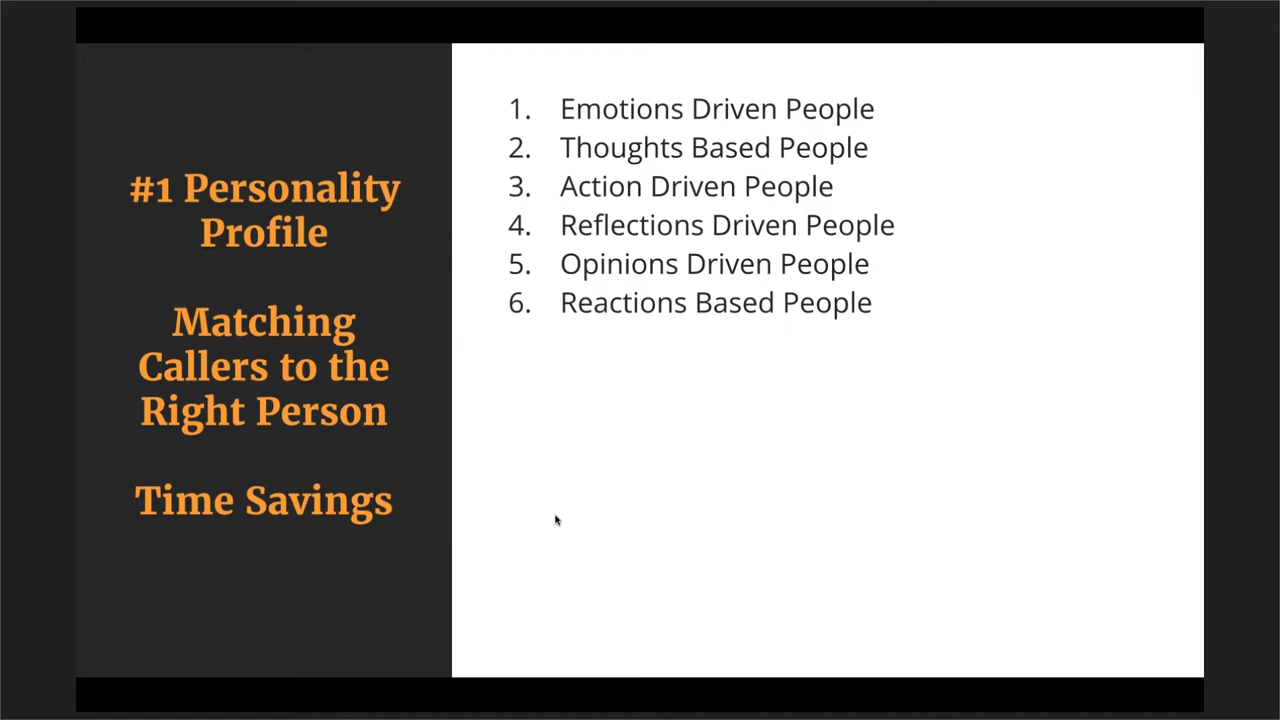 #1 Personality
Profile
Matching
Callers to the
Right Person
Time Savings
1. Emotions Driven People
2. Thoughts Based People
3. Action Driven People
4. Reflections Driven People
5. Opinions Driven People
6. Reactions Based People